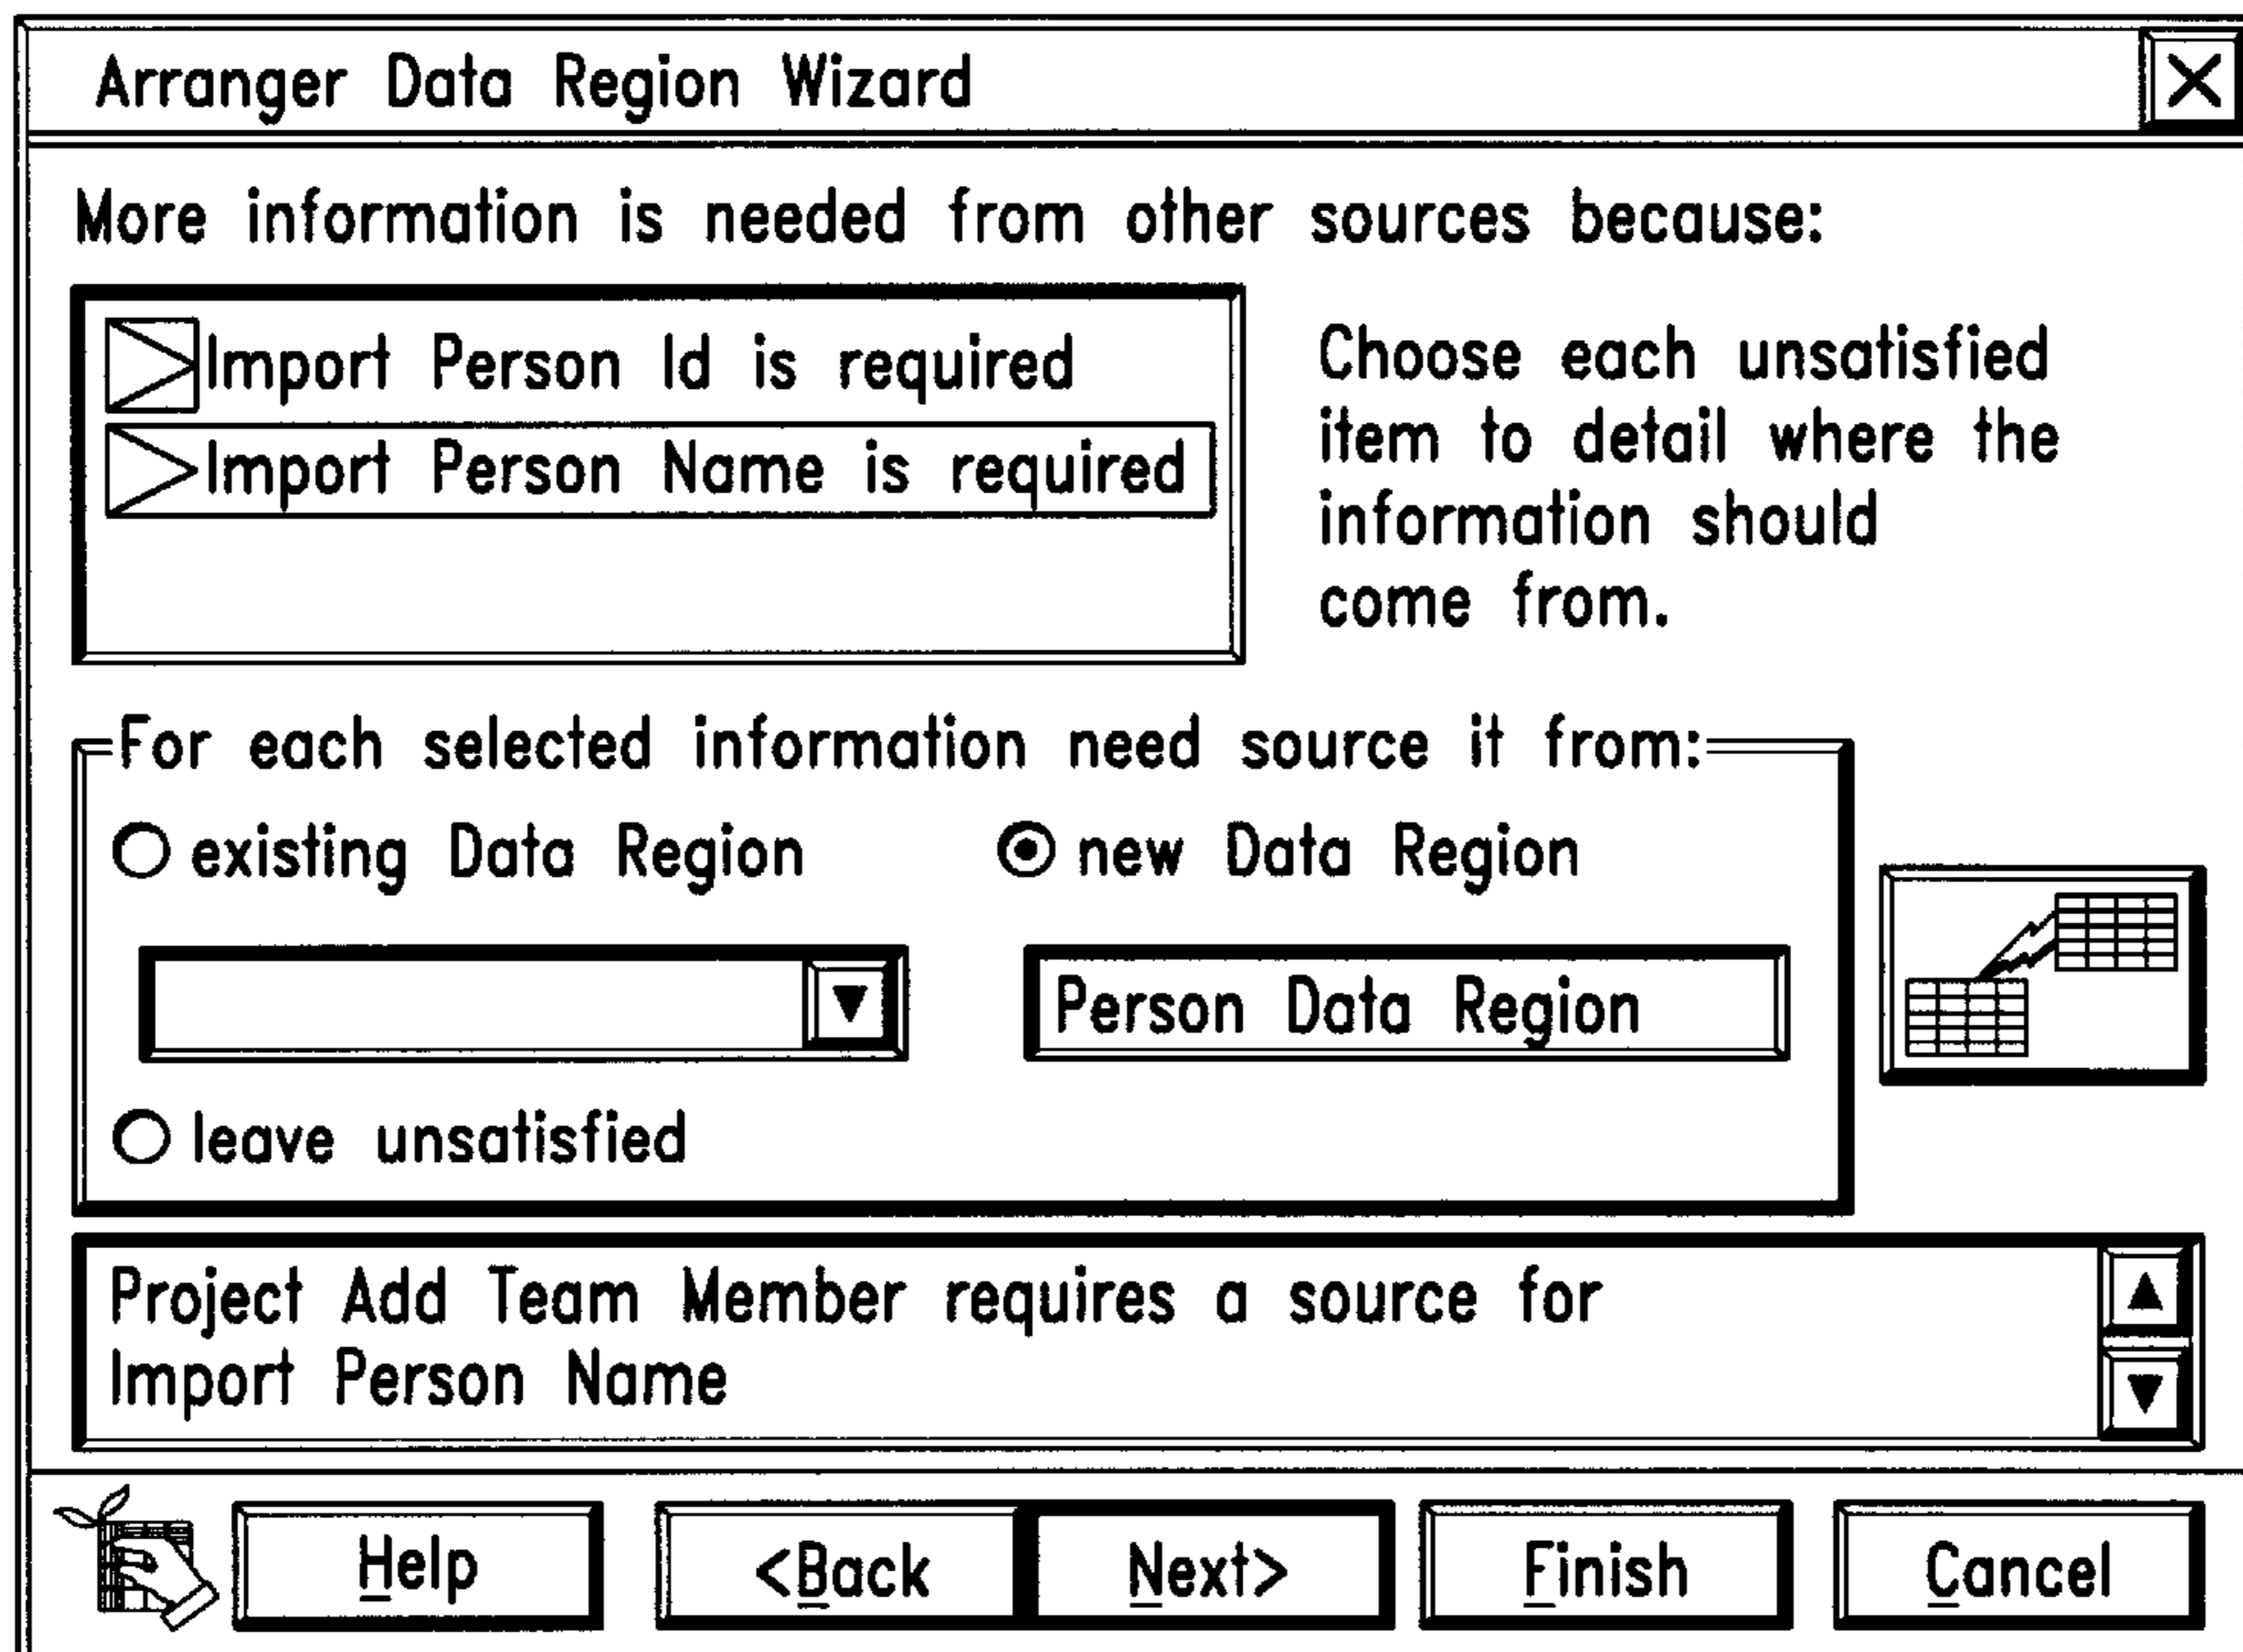 Arranger Data Region Wizard
More information is needed from other sources because:
Import Person Id is required
Import Person Name is required
Choose each unsatisfied
item to detail where the
information should
come from.
For each selected information need source it from:
existing Data Region
new Data Region
Person Data Region
leave unsatisfied
Project Add Team Member requires a source for
Import Person Name
Help
<Back
Next>
Finish
Cancel